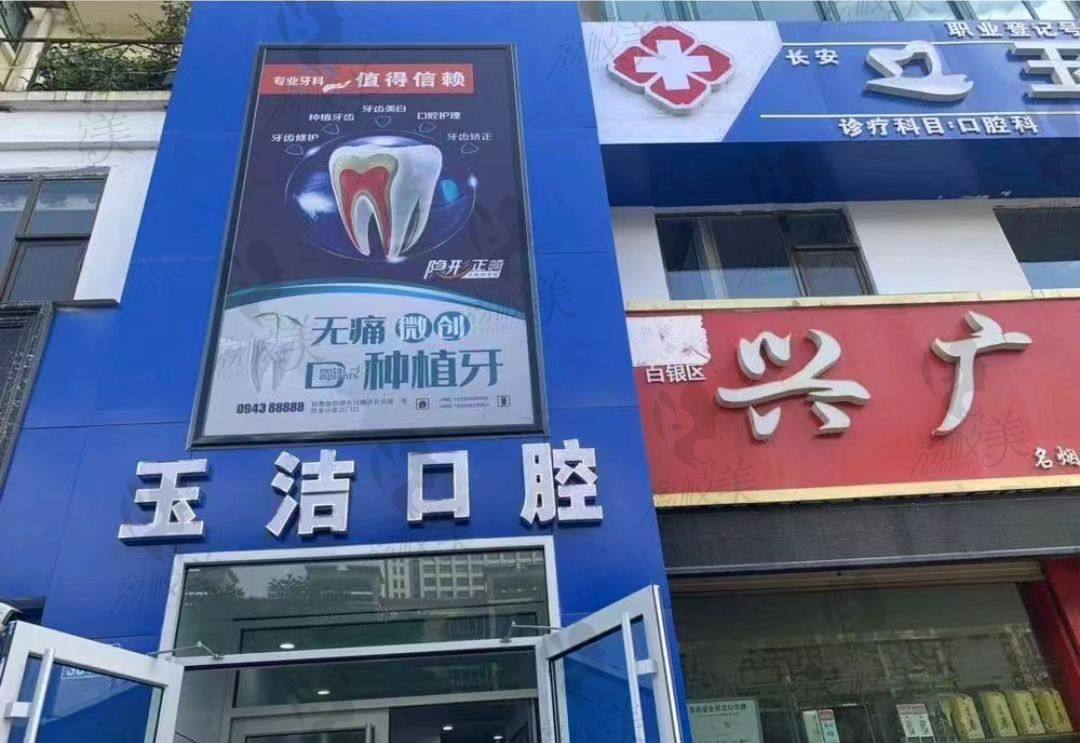 专业牙科 值得信赖
牙齿修护
种植牙齿
牙齿美白
口腔护理
牙齿矫正
隐形正畸
无痛微创
种植牙
0943 88888
玉洁口腔
职业登记号
长安
玉
诊疗科目:口腔科
白银区
兴广
名烟